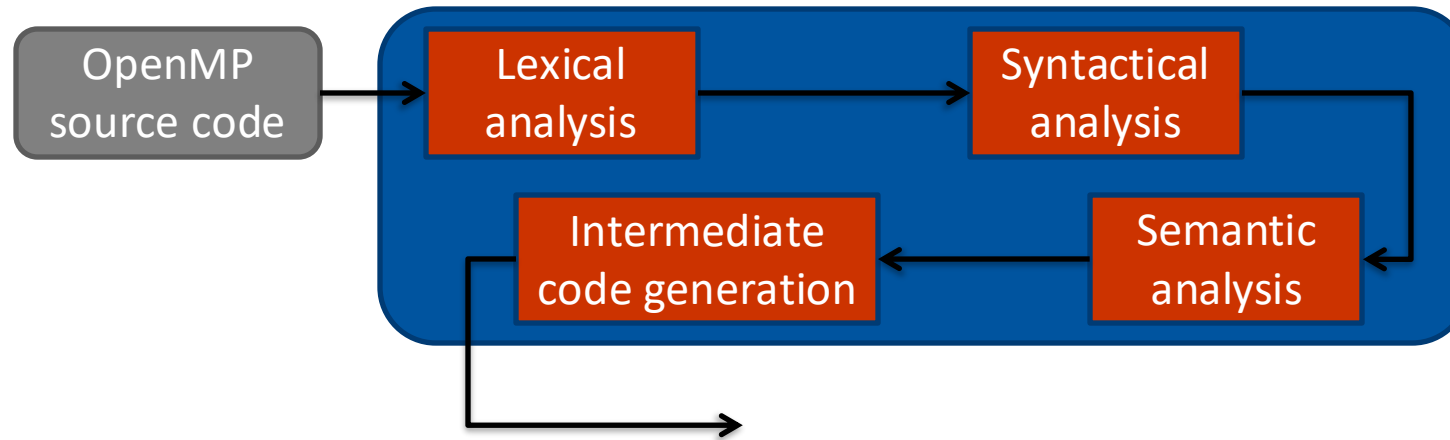 OpenMP
source code
Lexical
analysis
Syntactical
analysis
Semantic
analysis
Intermediate
code generation